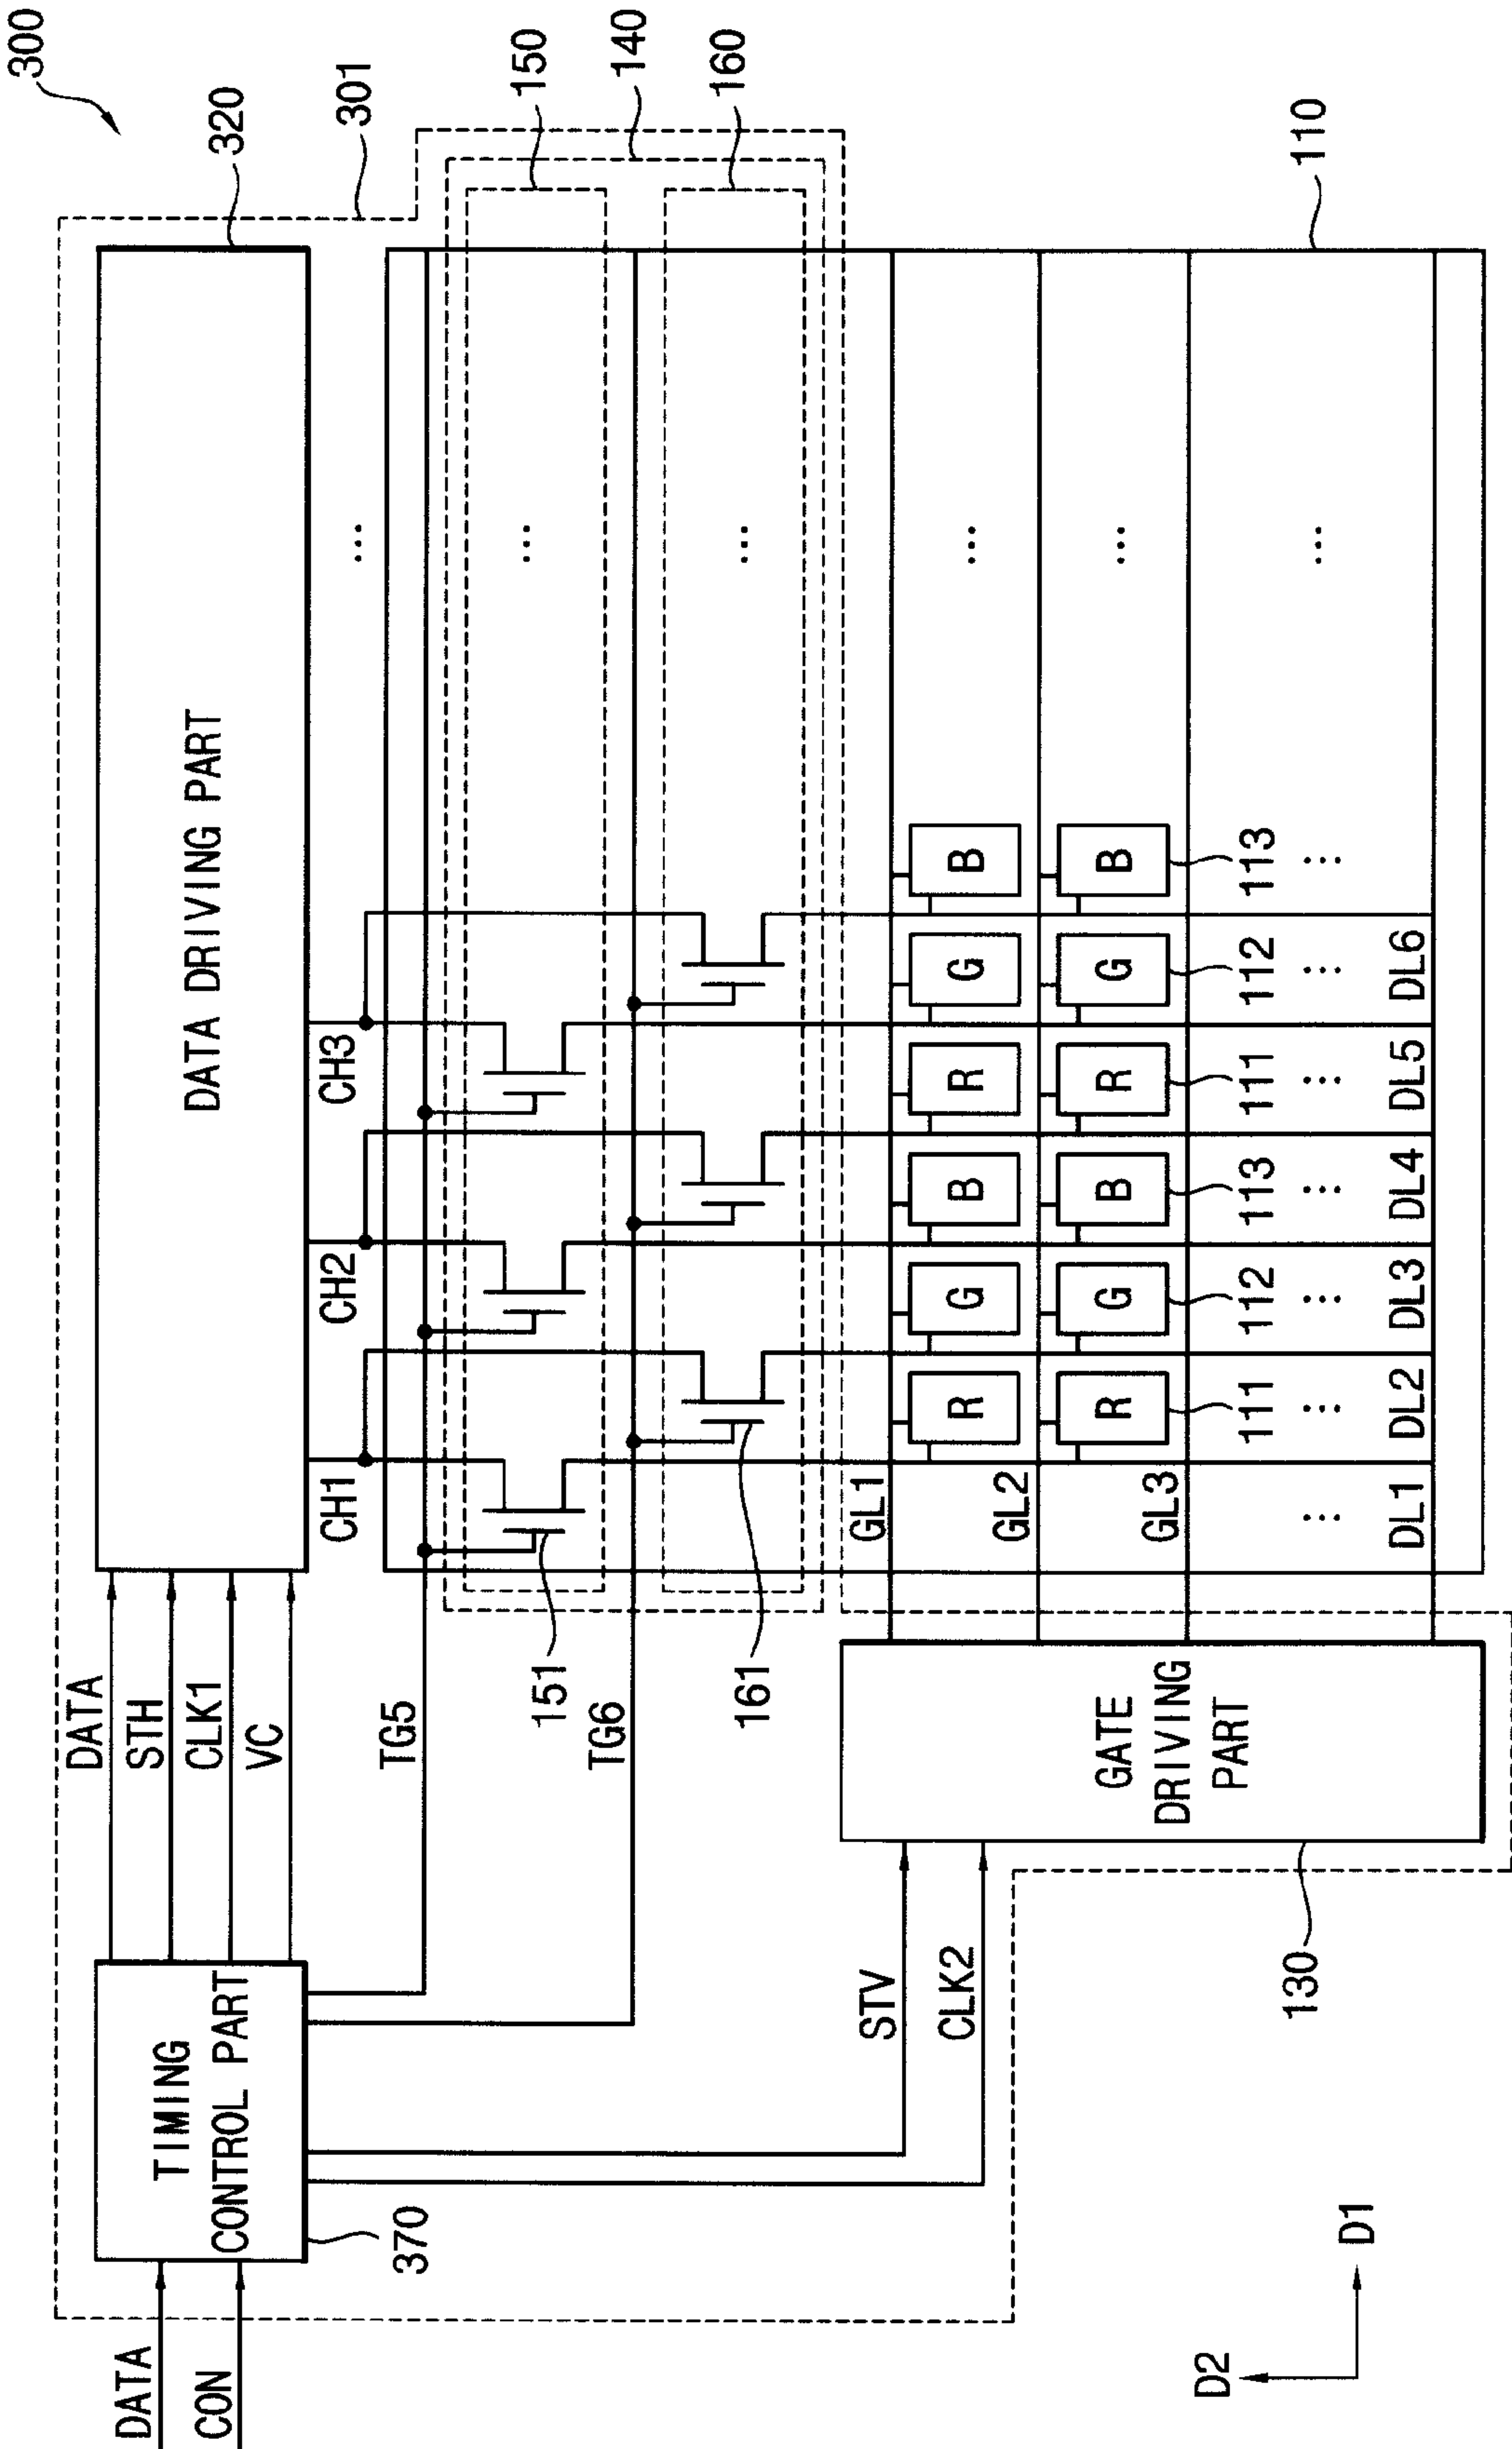 300
301
320
150
140
160
110
DATA DRIVING PART
DATA
STH
CLK1
VC
TIMING
CONTROL PART
370
DATA
CON
CH1
CH2
CH3
...
TG5
151
...
TG6
161
...
GL1
R G B R G B ...
GL2
R G B R G B ...
GL3
111 112 113 111 112 113
... ... ... ... ... ... ... ...
DL1 DL2 DL3 DL4 DL5 DL6
GATE
DRIVING
PART
130
STV
CLK2
D2
D1